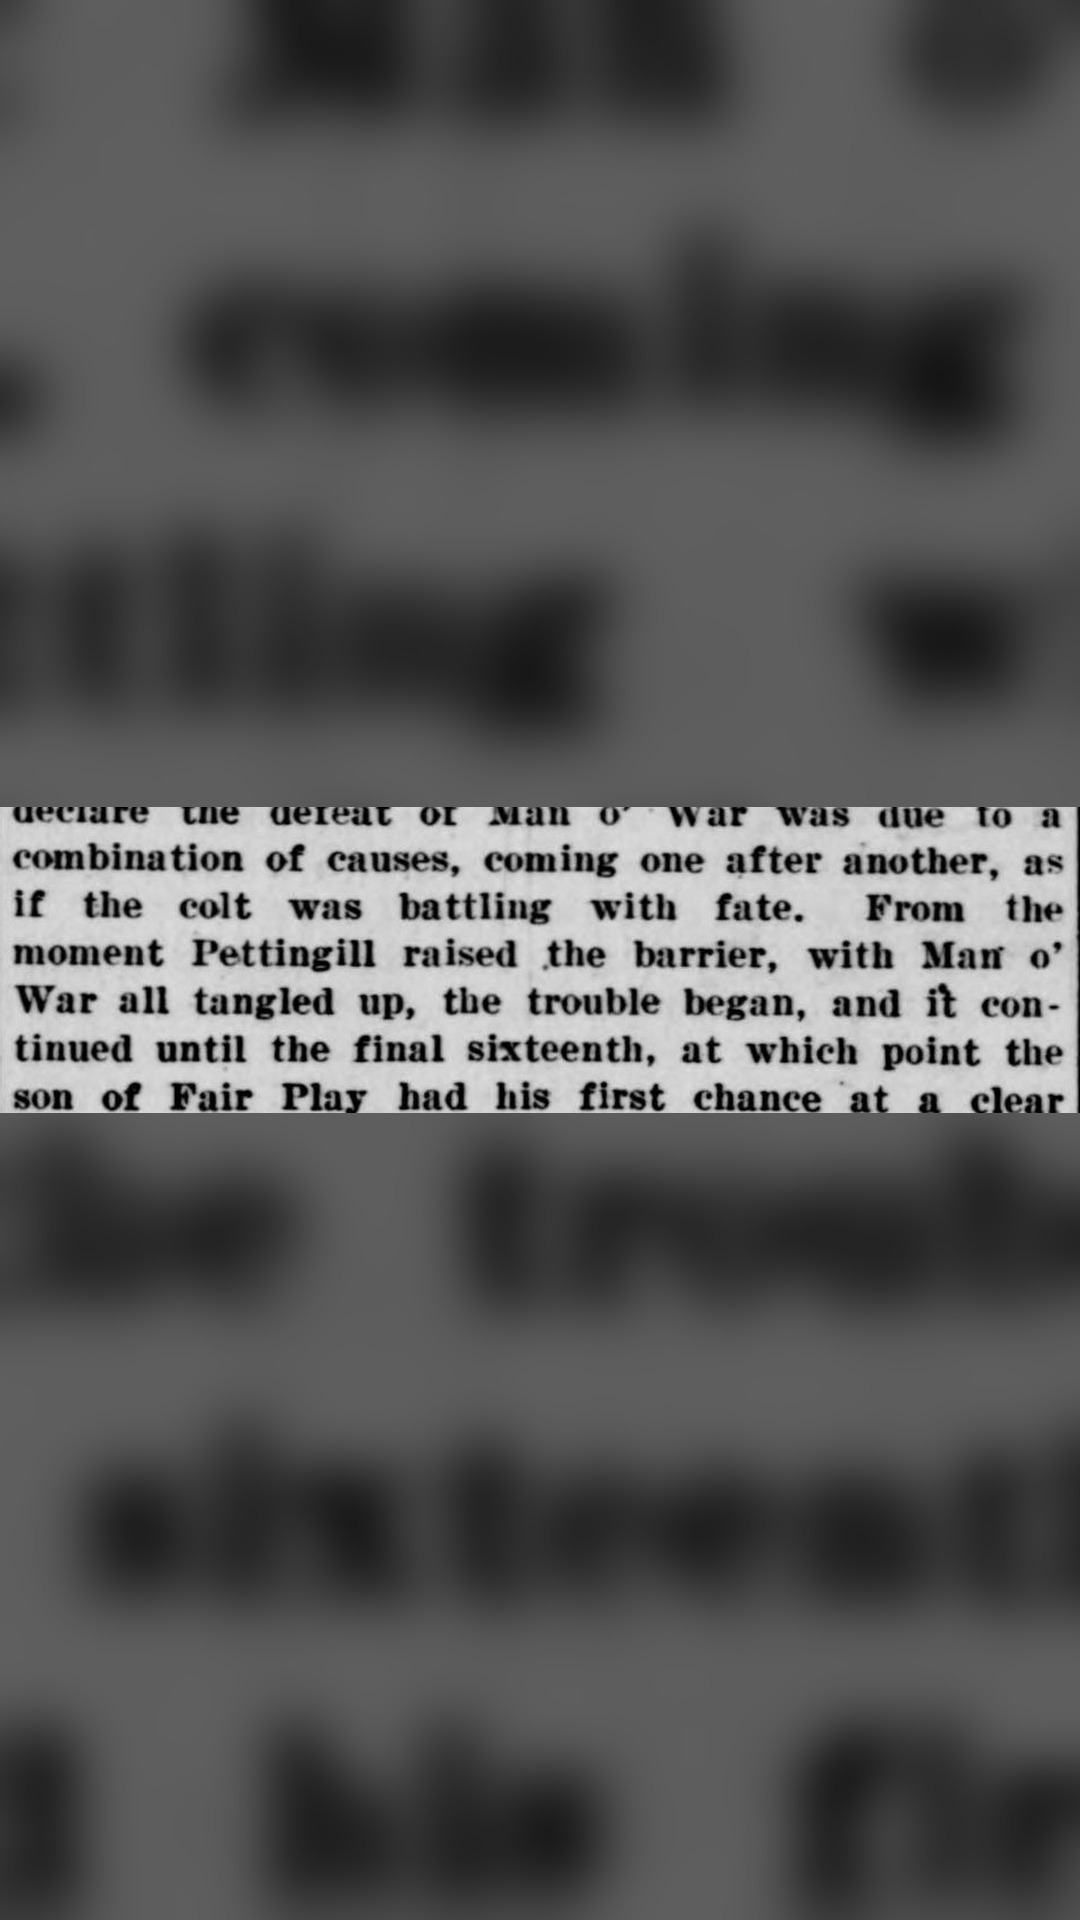 declare the defeat of Man o' War was due to a
combination of causes, coming one after another, as
if the colt was battling with fate. From the
moment Pettingill raised the barrier, with Man o'
War all tangled up, the trouble began, and it con-
tinued until the final sixteenth, at which point the
son of Fair Play had his first chance at a clear